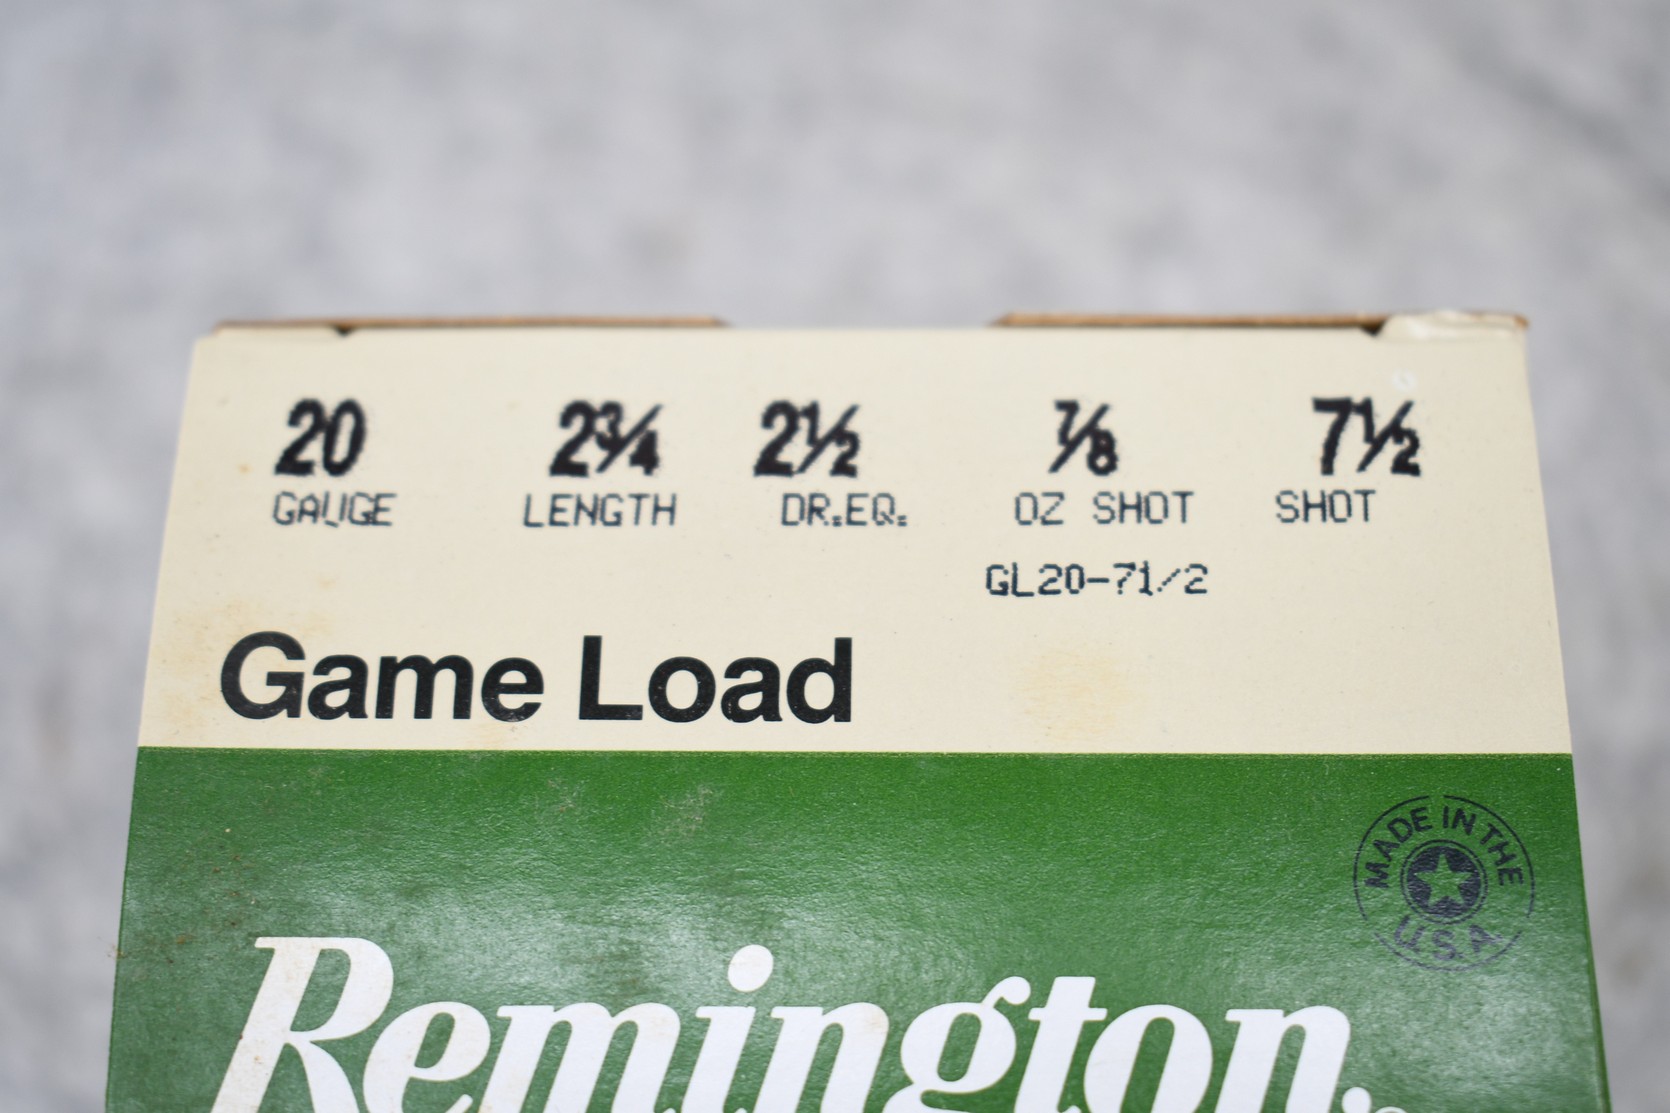 20 2¾ 2½ ⅞ 7½
GAUGE LENGTH DR.EQ. OZ SHOT SHOT
GL20-71/2
Game Load
MADE IN THE
U.S.A.
Remington